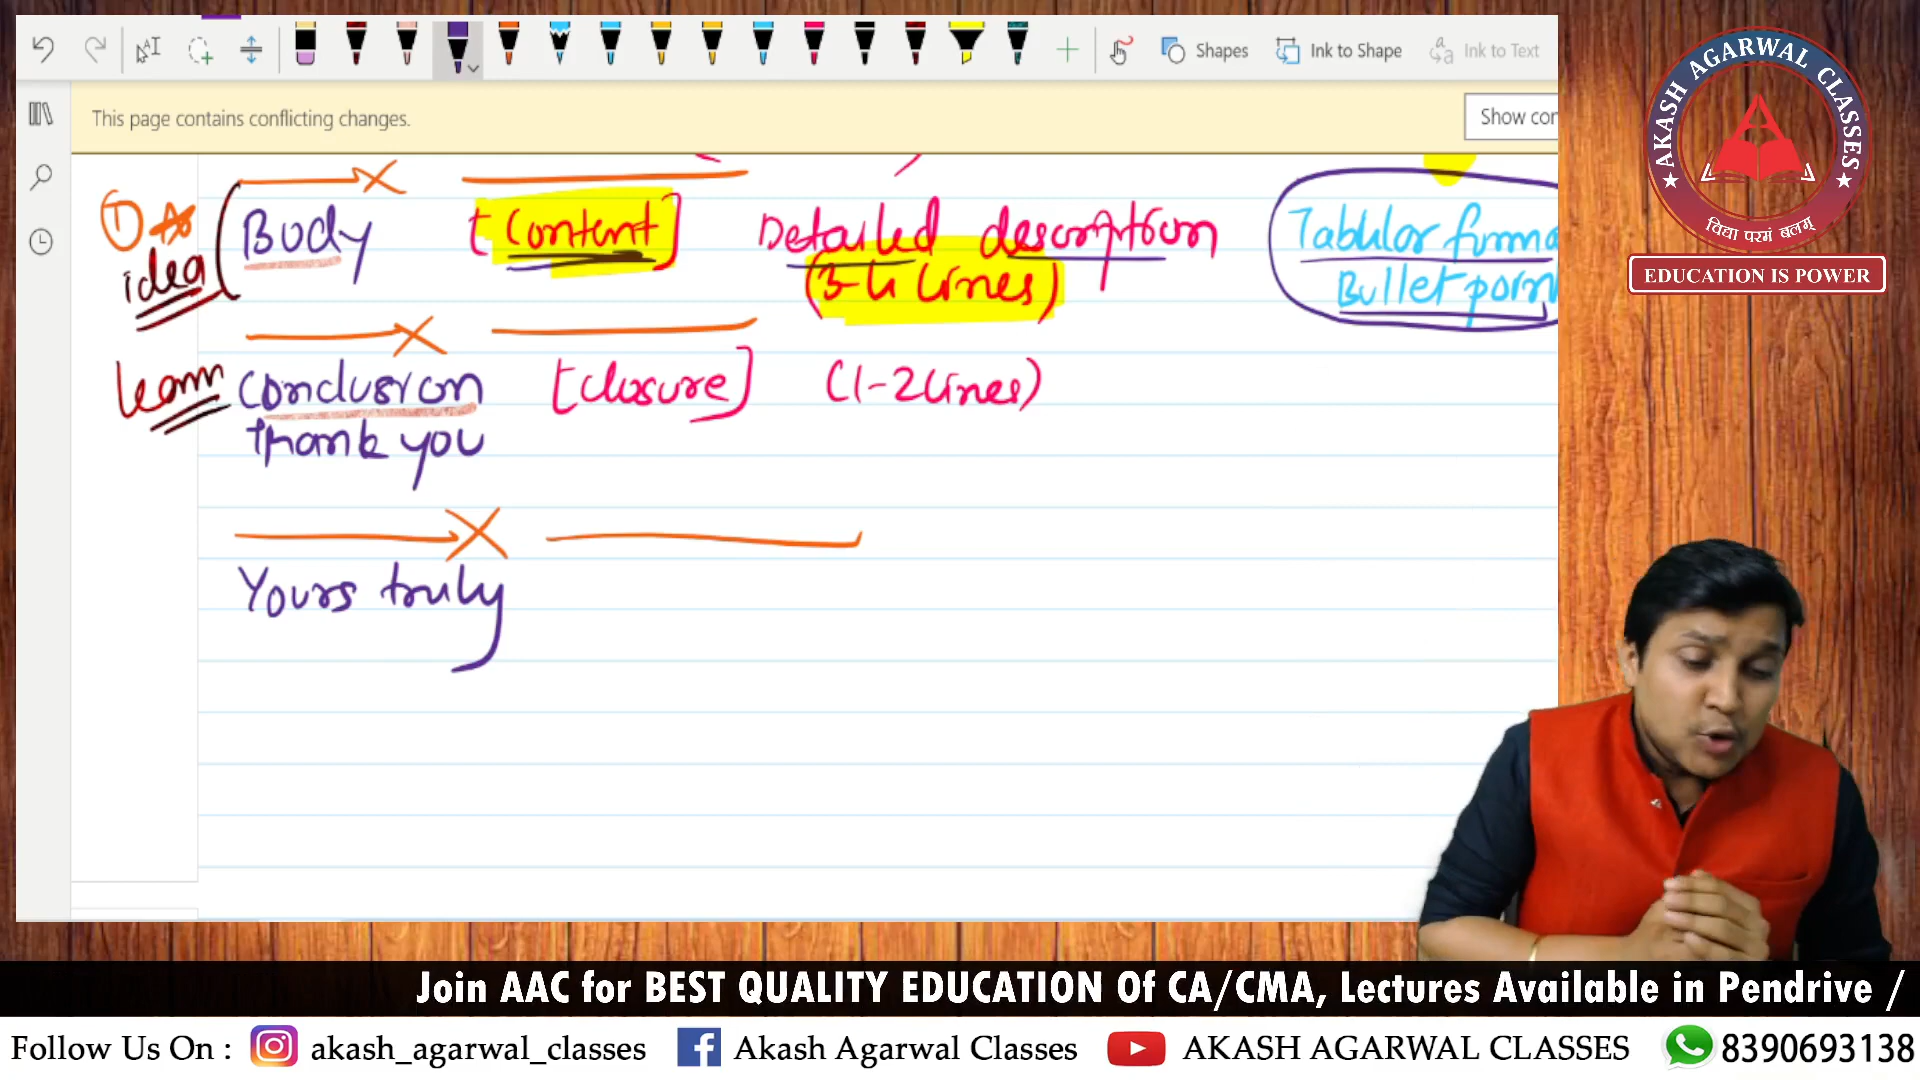 Shapes Ink to Shape Ink to Text
This page contains conflicting changes.
Show con
AKASH AGARWAL CLASSES
विद्या परमं बलम्
EDUCATION IS POWER
① idea
Body [Content] Detailed description
(3-4 lines)
Tabular forma
Bullet point
learn
Conclusion [closure] (1-2 lines)
Thank you
Yours truly
Join AAC for BEST QUALITY EDUCATION Of CA/CMA, Lectures Available in Pendrive /
Follow Us On : akash_agarwal_classes Akash Agarwal Classes AKASH AGARWAL CLASSES 8390693138